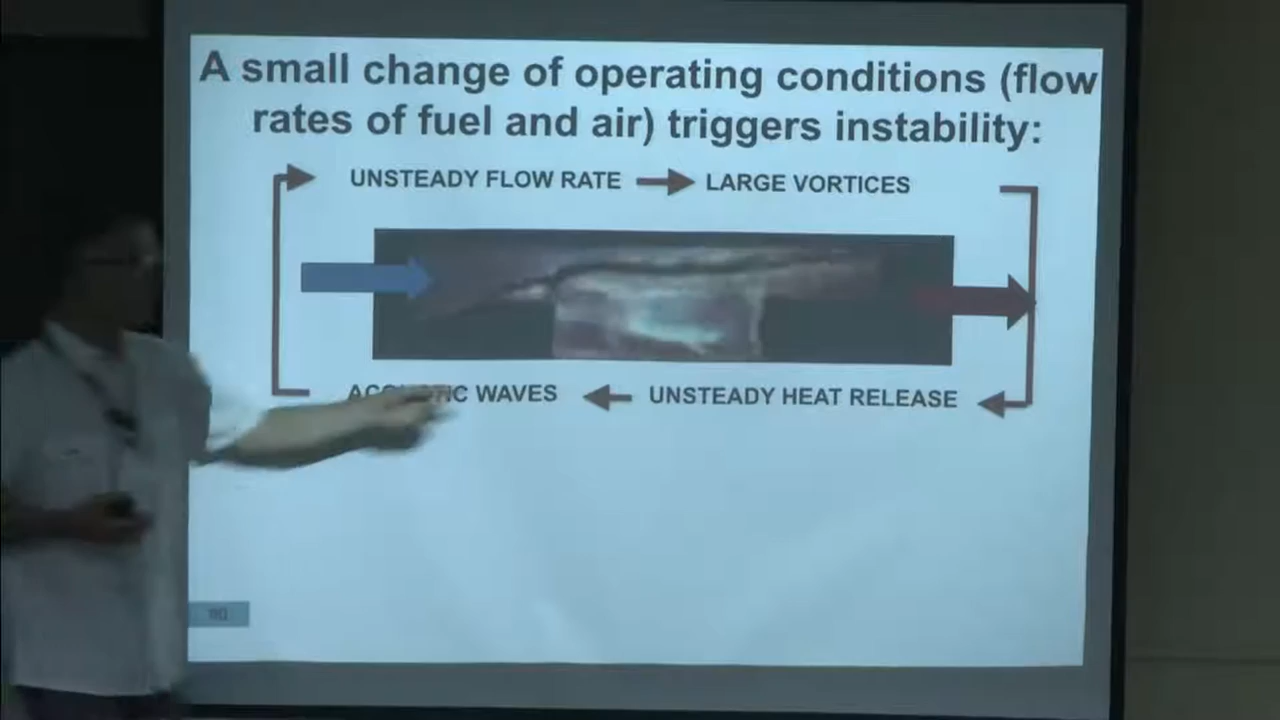 A small change of operating conditions (flow
rates of fuel and air) triggers instability:
UNSTEADY FLOW RATE LARGE VORTICES
WAVES UNSTEADY HEAT RELEASE